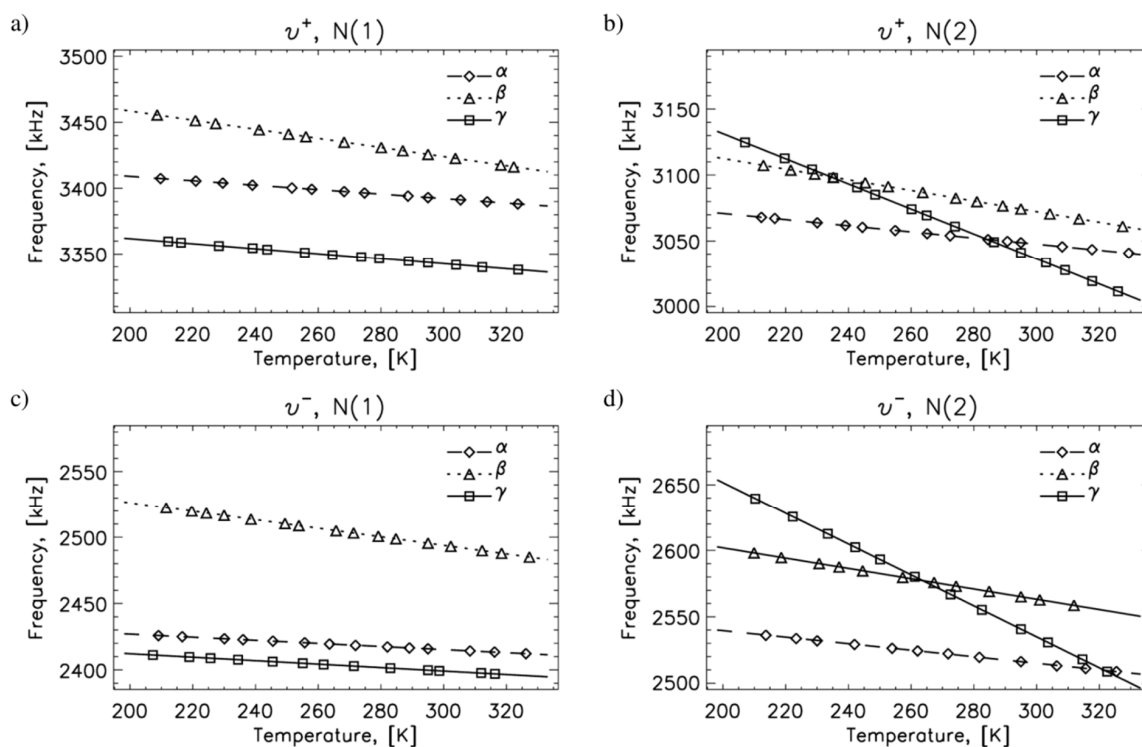 a)
υ⁺, N(1)
3500
3450
3400
3350
Frequency, [kHz]
α
β
γ
200 220 240 260 280 300 320
Temperature, [K]
b)
υ⁺, N(2)
3150
3100
3050
3000
Frequency, [kHz]
α
β
γ
200 220 240 260 280 300 320
Temperature, [K]
c)
υ⁻, N(1)
2550
2500
2450
2400
Frequency, [kHz]
α
β
γ
200 220 240 260 280 300 320
Temperature, [K]
d)
υ⁻, N(2)
2650
2600
2550
2500
Frequency, [kHz]
α
β
γ
200 220 240 260 280 300 320
Temperature, [K]